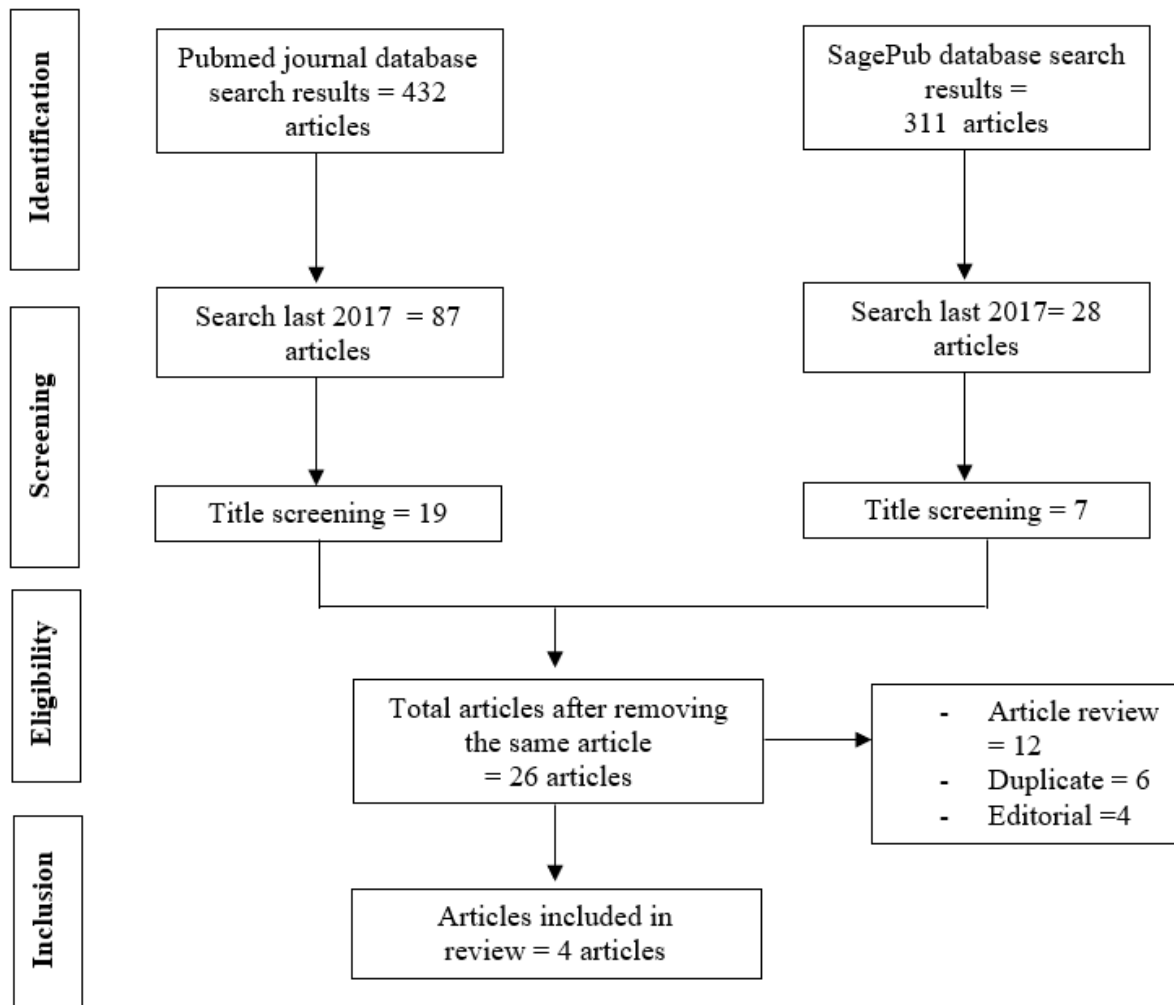 Identification
Pubmed journal database
search results = 432
articles
SagePub database search
results =
311 articles
Screening
Search last 2017 = 87
articles
Search last 2017= 28
articles
Title screening = 19
Title screening = 7
Eligibility
Total articles after removing
the same article
= 26 articles
- Article review
= 12
- Duplicate = 6
- Editorial =4
Inclusion
Articles included in
review = 4 articles